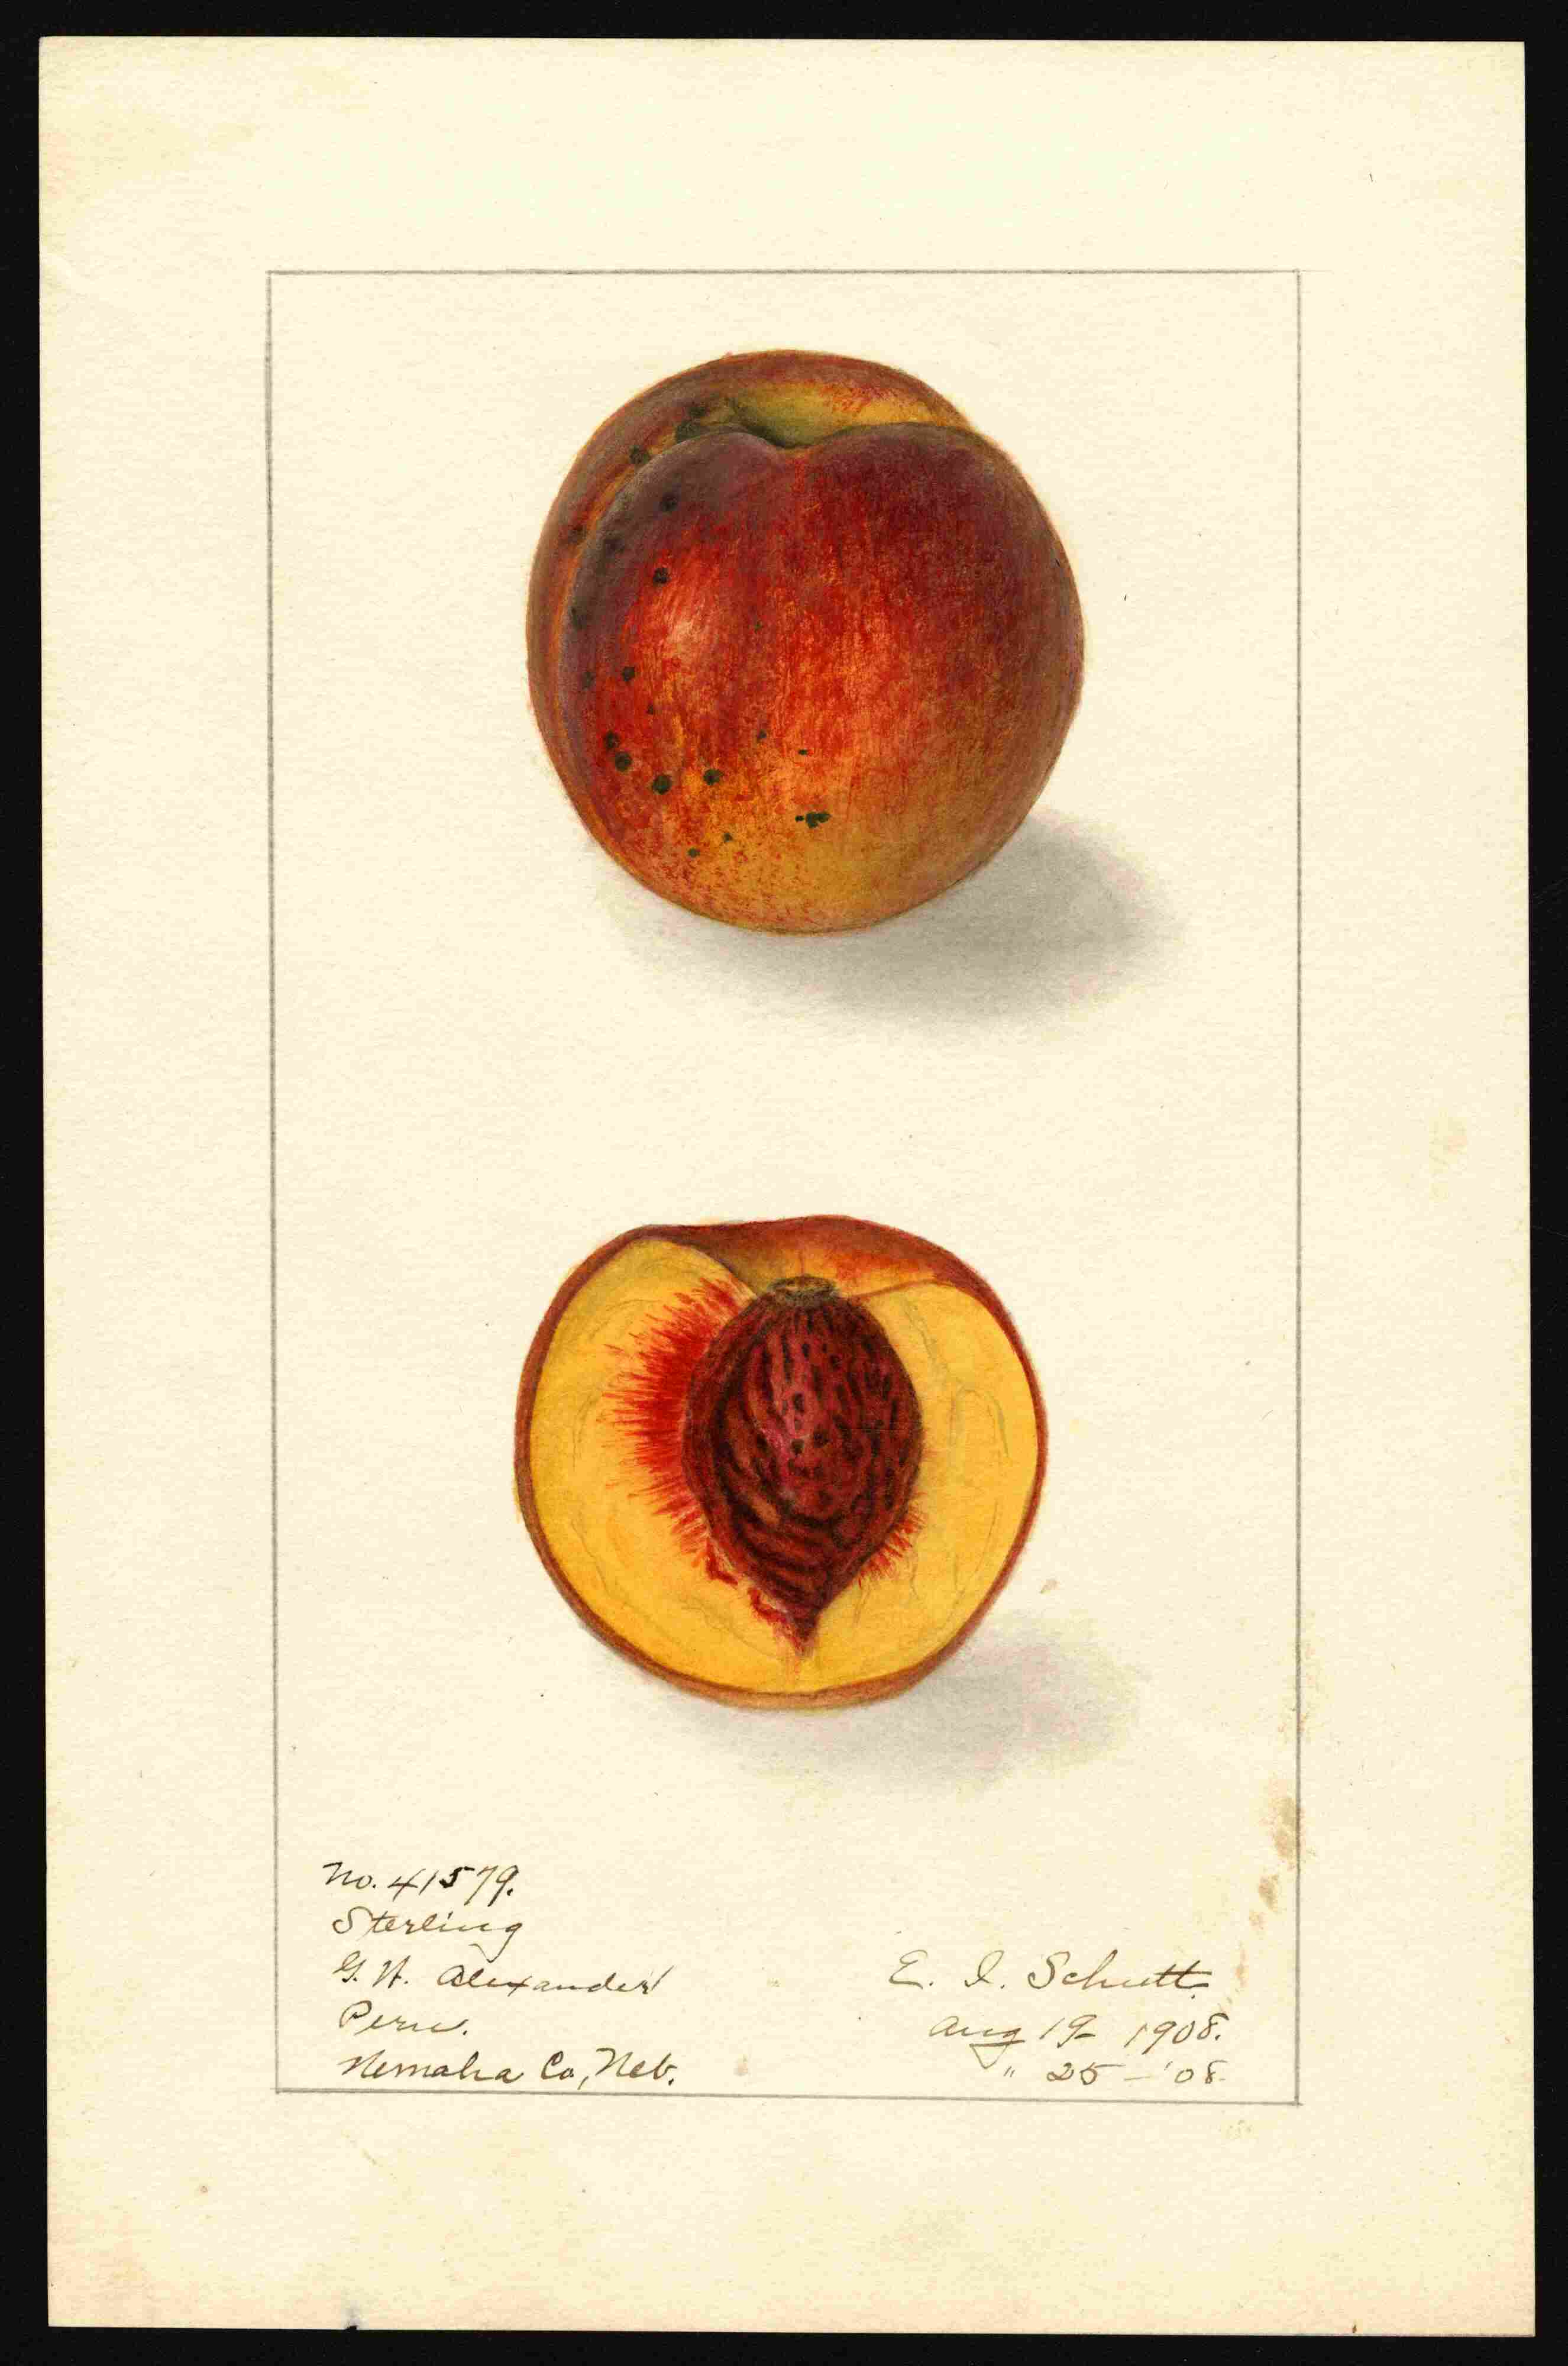 No. 41579.
Sterling
G. H. Alexander
Peru.
Nemaha Co, Neb.
E. I. Schutt.
Aug 19- 1908.
" 25 - '08.